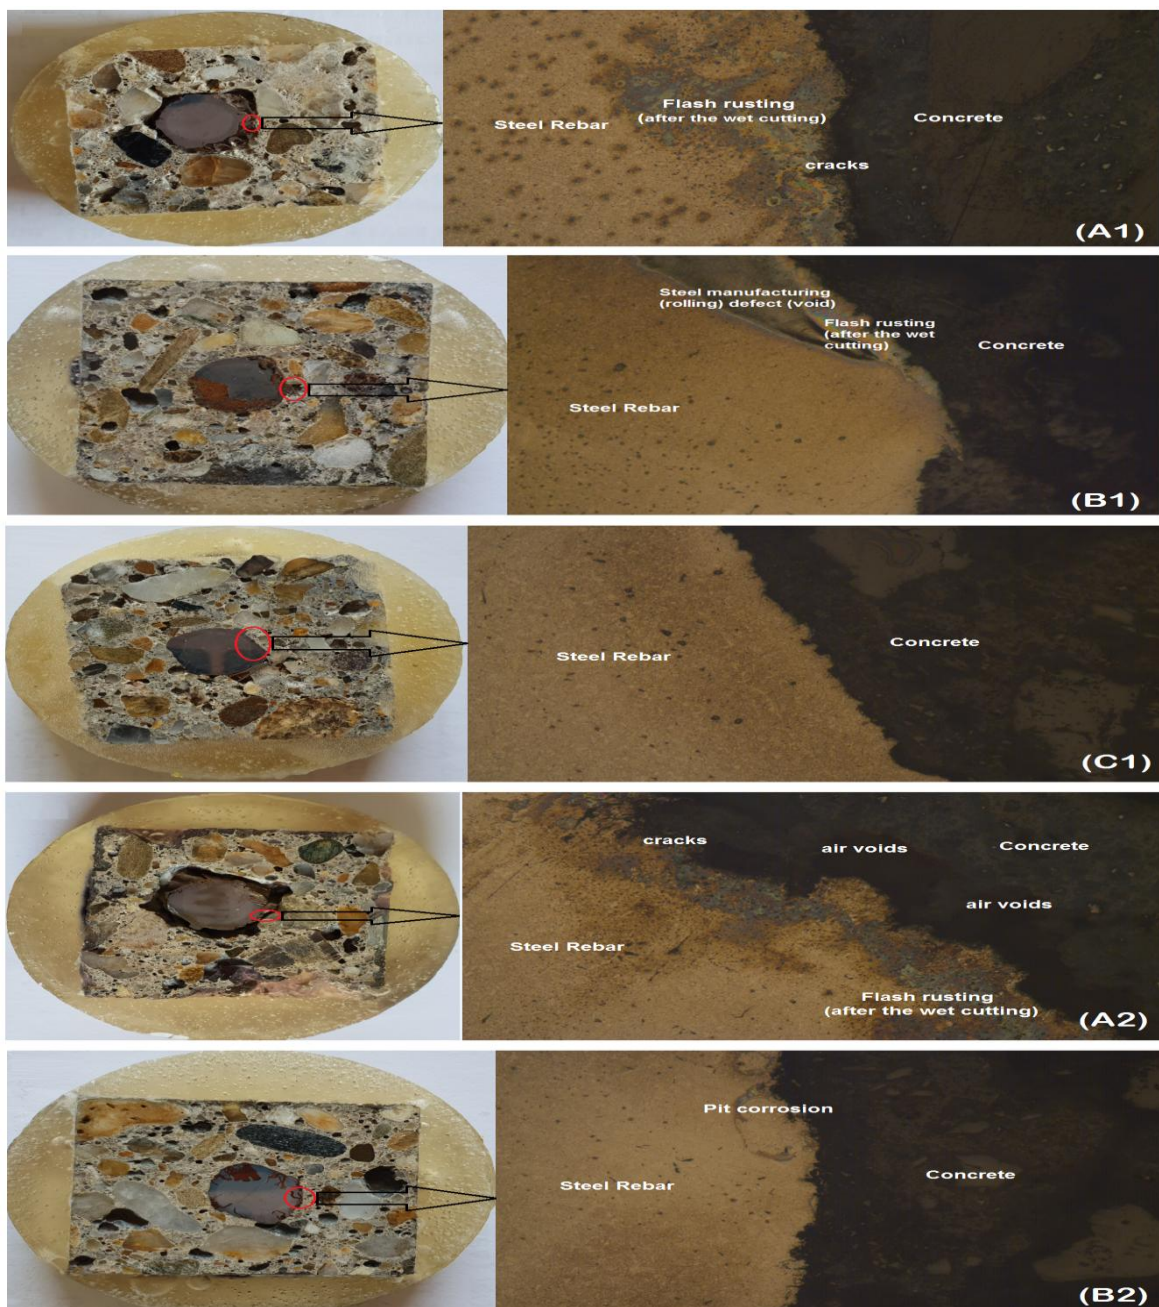 Flash rusting
(after the wet cutting)
Steel Rebar
Concrete
cracks
(A1)
Steel manufacturing
(rolling) defect (void)
Flash rusting
(after the wet
cutting)
Concrete
Steel Rebar
(B1)
Concrete
Steel Rebar
(C1)
cracks
air voids
Concrete
air voids
Steel Rebar
Flash rusting
(after the wet cutting)
(A2)
Pit corrosion
Concrete
Steel Rebar
(B2)